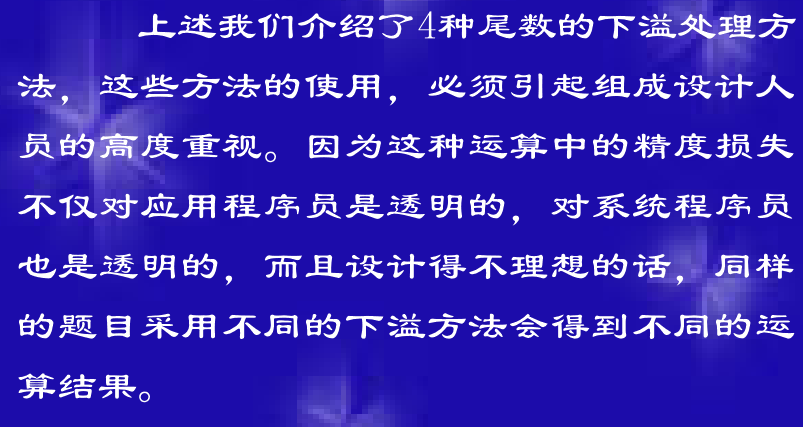 上述我们介绍了4种尾数的下溢处理方
法，这些方法的使用，必须引起组成设计人
员的高度重视。因为这种运算中的精度损失
不仅对应用程序员是透明的，对系统程序员
也是透明的，而且设计得不理想的话，同样
的题目采用不同的下溢方法会得到不同的运
算结果。